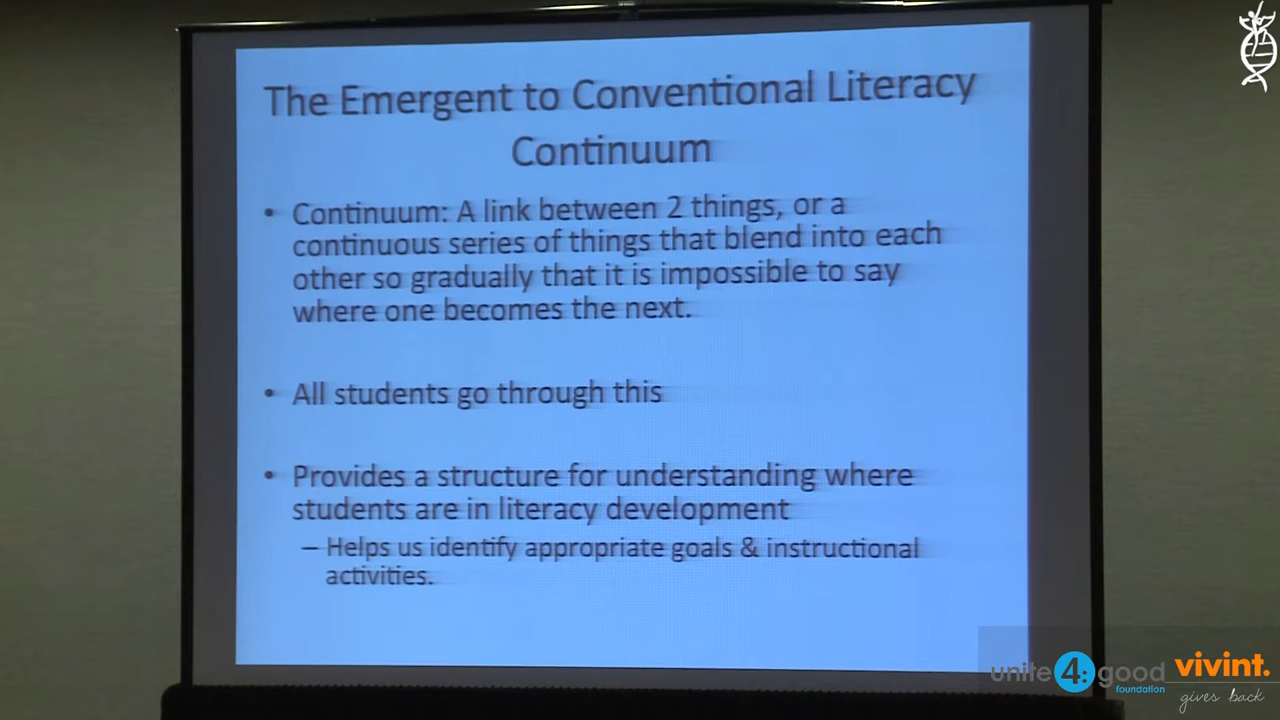 The Emergent to Conventional Literacy
Continuum
• Continuum: A link between 2 things, or a
continuous series of things that blend into each
other so gradually that it is impossible to say
where one becomes the next.
• All students go through this
• Provides a structure for understanding where
students are in literacy development
– Helps us identify appropriate goals & instructional
activities.
unite 4: good
foundation
vivint.
gives back